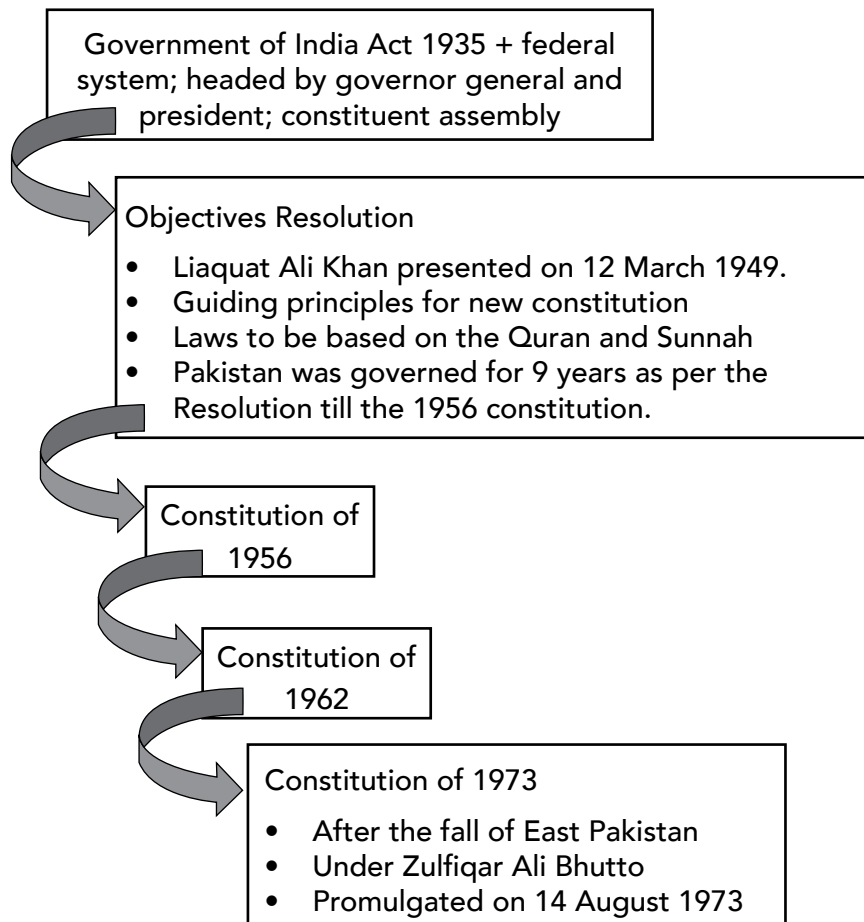 Government of India Act 1935 + federal
system; headed by governor general and
president; constituent assembly
Objectives Resolution
• Liaquat Ali Khan presented on 12 March 1949.
• Guiding principles for new constitution
• Laws to be based on the Quran and Sunnah
• Pakistan was governed for 9 years as per the
Resolution till the 1956 constitution.
Constitution of
1956
Constitution of
1962
Constitution of 1973
• After the fall of East Pakistan
• Under Zulfiqar Ali Bhutto
• Promulgated on 14 August 1973